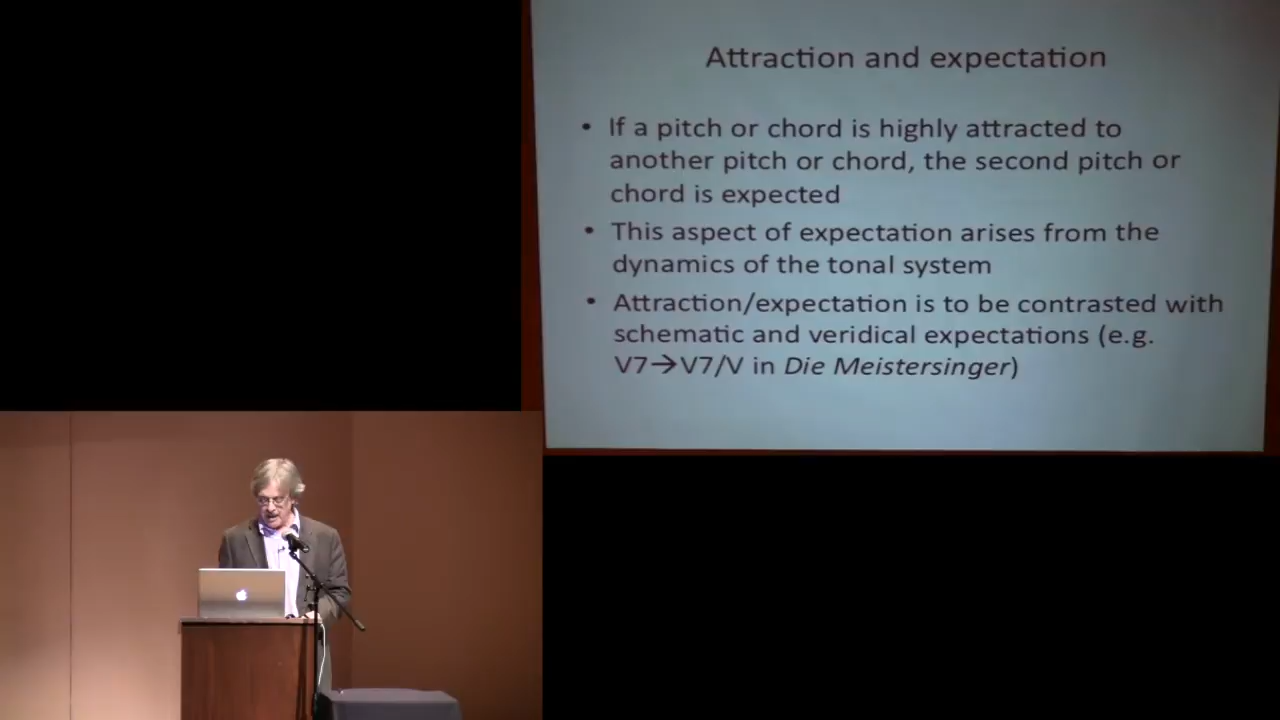 Attraction and expectation
• If a pitch or chord is highly attracted to
another pitch or chord, the second pitch or
chord is expected
• This aspect of expectation arises from the
dynamics of the tonal system
• Attraction/expectation is to be contrasted with
schematic and veridical expectations (e.g.
V7→V7/V in Die Meistersinger)